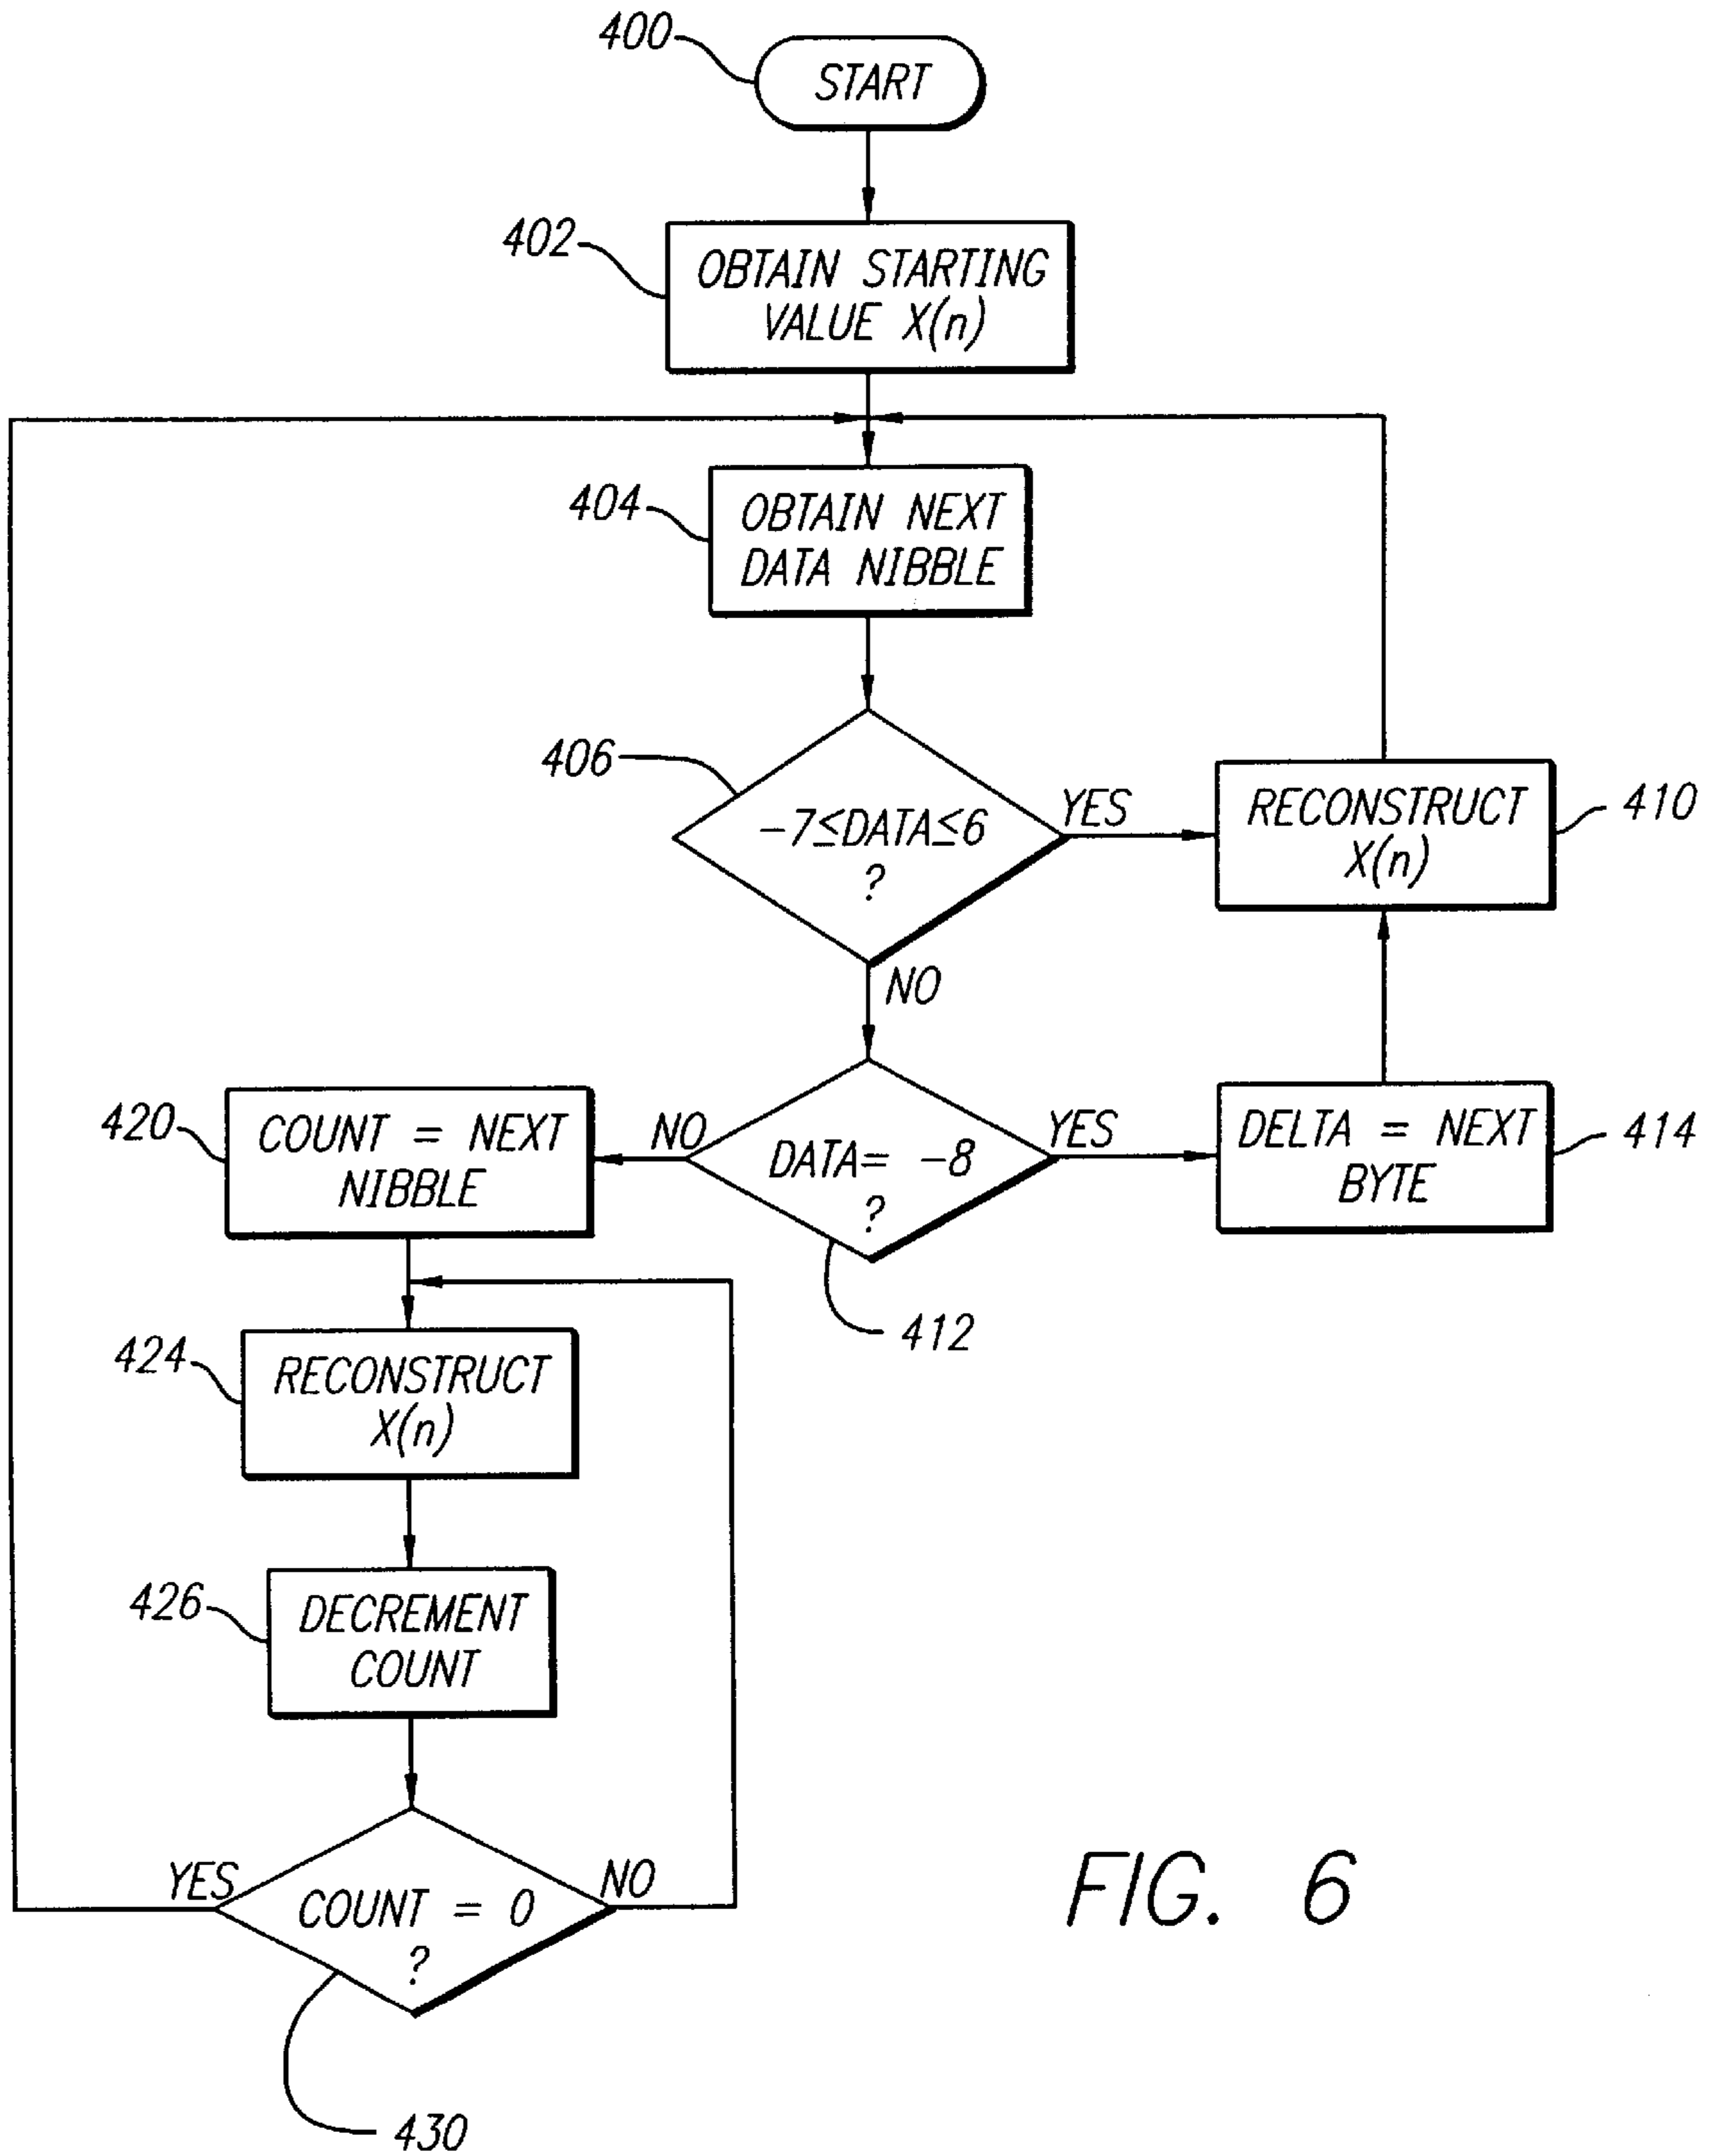 400
START
402
OBTAIN STARTING
VALUE X(n)
404
OBTAIN NEXT
DATA NIBBLE
406
-7≤DATA≤6
?
YES
RECONSTRUCT
X(n)
410
NO
420
COUNT = NEXT
NIBBLE
NO
DATA= -8
?
YES
DELTA = NEXT
BYTE
414
412
424
RECONSTRUCT
X(n)
426
DECREMENT
COUNT
YES
COUNT = 0
?
NO
430
FIG. 6